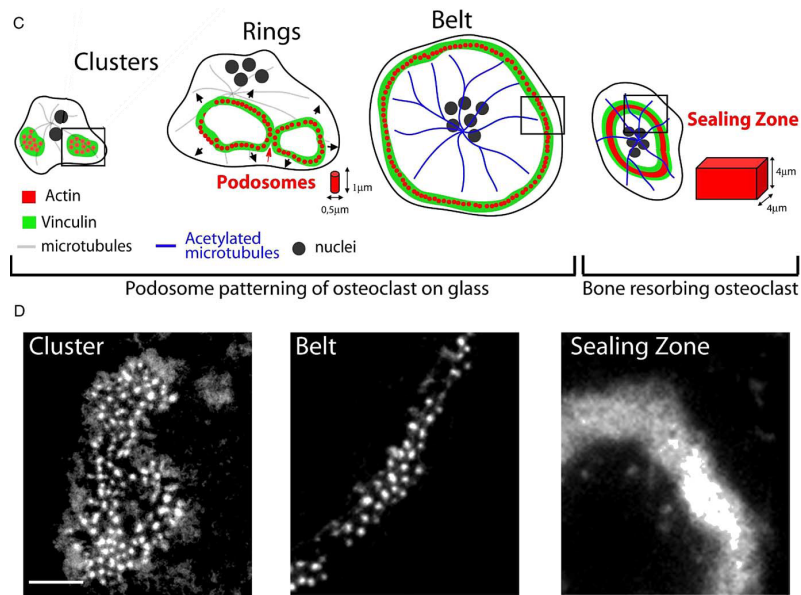 C
Clusters
Rings
Belt
Podosomes
1µm
0,5µm
Sealing Zone
4µm
4µm
Actin
Vinculin
microtubules
Acetylated
microtubules
nuclei
Podosome patterning of osteoclast on glass
Bone resorbing osteoclast
D
Cluster
Belt
Sealing Zone